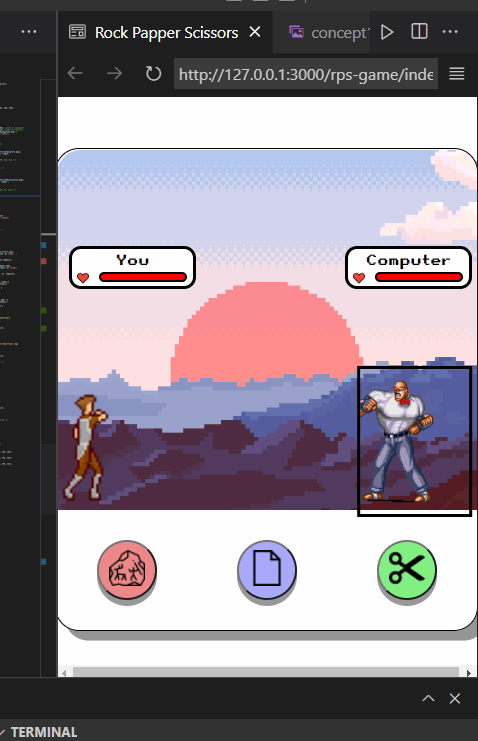 Rock Papper Scissors
concept
http://127.0.0.1:3000/rps-game/inde
You
Computer
TERMINAL